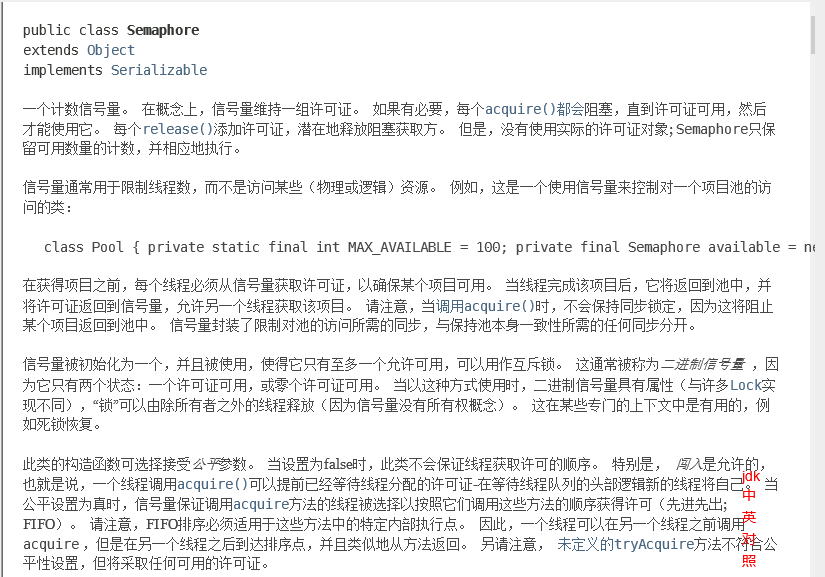 public class Semaphore
extends Object
implements Serializable
一个计数信号量。 在概念上，信号量维持一组许可证。 如果有必要，每个acquire()都会阻塞，直到许可证可用，然后
才能使用它。 每个release()添加许可证，潜在地释放阻塞获取方。 但是，没有使用实际的许可证对象;Semaphore只保
留可用数量的计数，并相应地执行。
信号量通常用于限制线程数，而不是访问某些（物理或逻辑）资源。 例如，这是一个使用信号量来控制对一个项目池的访
问的类：
class Pool { private static final int MAX_AVAILABLE = 100; private final Semaphore available = ne
在获得项目之前，每个线程必须从信号量获取许可证，以确保某个项目可用。 当线程完成该项目后，它将返回到池中，并
将许可证返回到信号量，允许另一个线程获取该项目。 请注意，当调用acquire()时，不会保持同步锁定，因为这将阻止
某个项目返回到池中。 信号量封装了限制对池的访问所需的同步，与保持池本身一致性所需的任何同步分开。
信号量被初始化为一个，并且被使用，使得它只有至多一个允许可用，可以用作互斥锁。 这通常被称为二进制信号量 ，因
为它只有两个状态：一个许可证可用，或零个许可证可用。 当以这种方式使用时，二进制信号量具有属性（与许多Lock实
现不同），“锁”可以由除所有者之外的线程释放（因为信号量没有所有权概念）。 这在某些专门的上下文中是有用的，例
如死锁恢复。
此类的构造函数可选择接受公平参数。 当设置为false时，此类不会保证线程获取许可的顺序。 特别是， 闯入是允许的，
也就是说，一个线程调用acquire()可以提前已经等待线程分配的许可证-在等待线程队列的头部逻辑新的线程将自己。 当
公平设置为真时，信号量保证调用acquire方法的线程被选择以按照它们调用这些方法的顺序获得许可（先进先出;
FIFO）。 请注意，FIFO排序必须适用于这些方法中的特定内部执行点。 因此，一个线程可以在另一个线程之前调用
acquire ，但是在另一个线程之后到达排序点，并且类似地从方法返回。 另请注意， 未定义的tryAcquire方法不符合公
平性设置，但将采取任何可用的许可证。
jdk
中
英
对
照